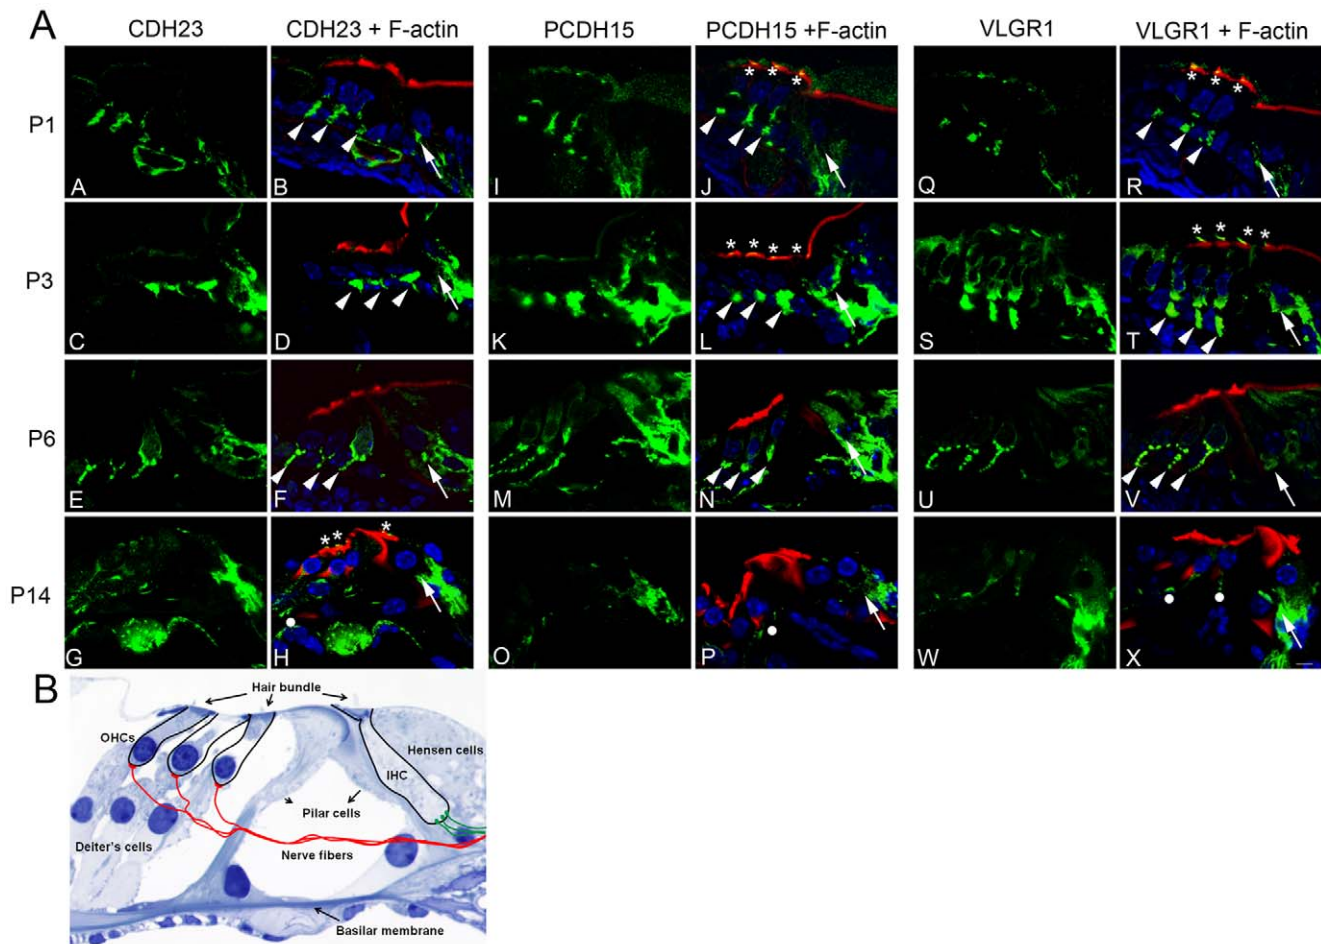 A
CDH23 CDH23 + F-actin PCDH15 PCDH15 +F-actin VLGR1 VLGR1 + F-actin
P1
* * * * * *
A B I J Q R
P3
* * * * * * * *
C D K L S T
P6
E F M N U V
P14
** *
G H O P W X
B
Hair bundle
OHCs
Hensen cells
IHC
Pilar cells
Deiter's cells
Nerve fibers
Basilar membrane